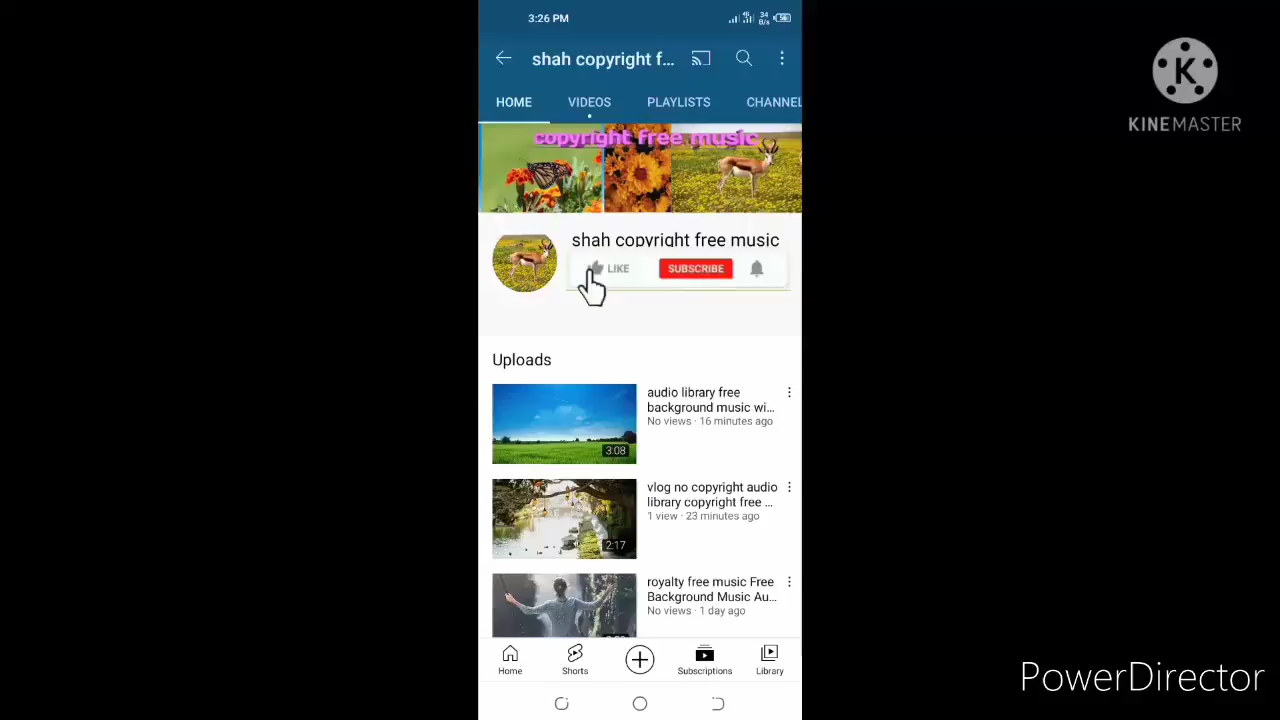 3:26 PM
34
B/s
shah copyright f...
HOME
VIDEOS
PLAYLISTS
CHANNEL
copyright free music
shah copyright free music
LIKE
SUBSCRIBE
Uploads
audio library free
background music wi...
No views · 16 minutes ago
3:08
vlog no copyright audio
library copyright free ...
1 view · 23 minutes ago
2:17
royalty free music Free
Background Music Au...
No views · 1 day ago
Home
Shorts
Subscriptions
Library
K
KINEMASTER
PowerDirector